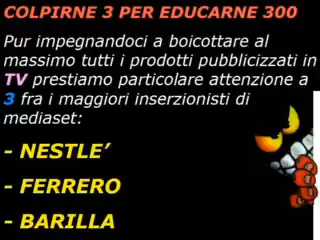 COLPIRNE 3 PER EDUCARNE 300
Pur impegnandoci a boicottare al
massimo tutti i prodotti pubblicizzati in
TV prestiamo particolare attenzione a
3 fra i maggiori inserzionisti di
mediaset:
- NESTLE’
- FERRERO
- BARILLA